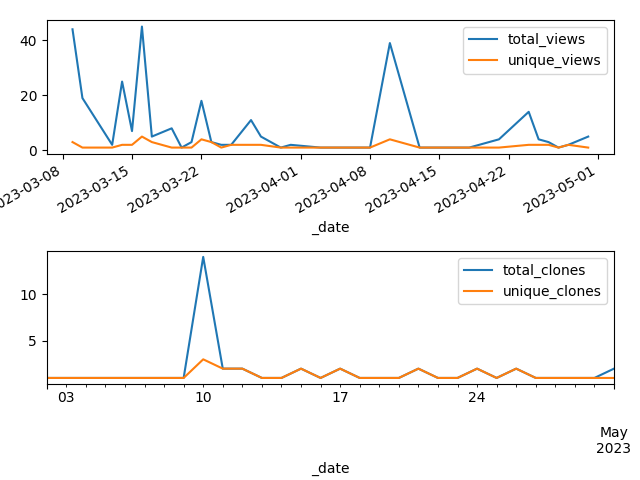 40
20
0
total_views
unique_views
2023-03-08
2023-03-15
2023-03-22
2023-04-01
2023-04-08
2023-04-15
2023-04-22
2023-05-01
_date
10
5
total_clones
unique_clones
03
10
17
24
May
2023
_date